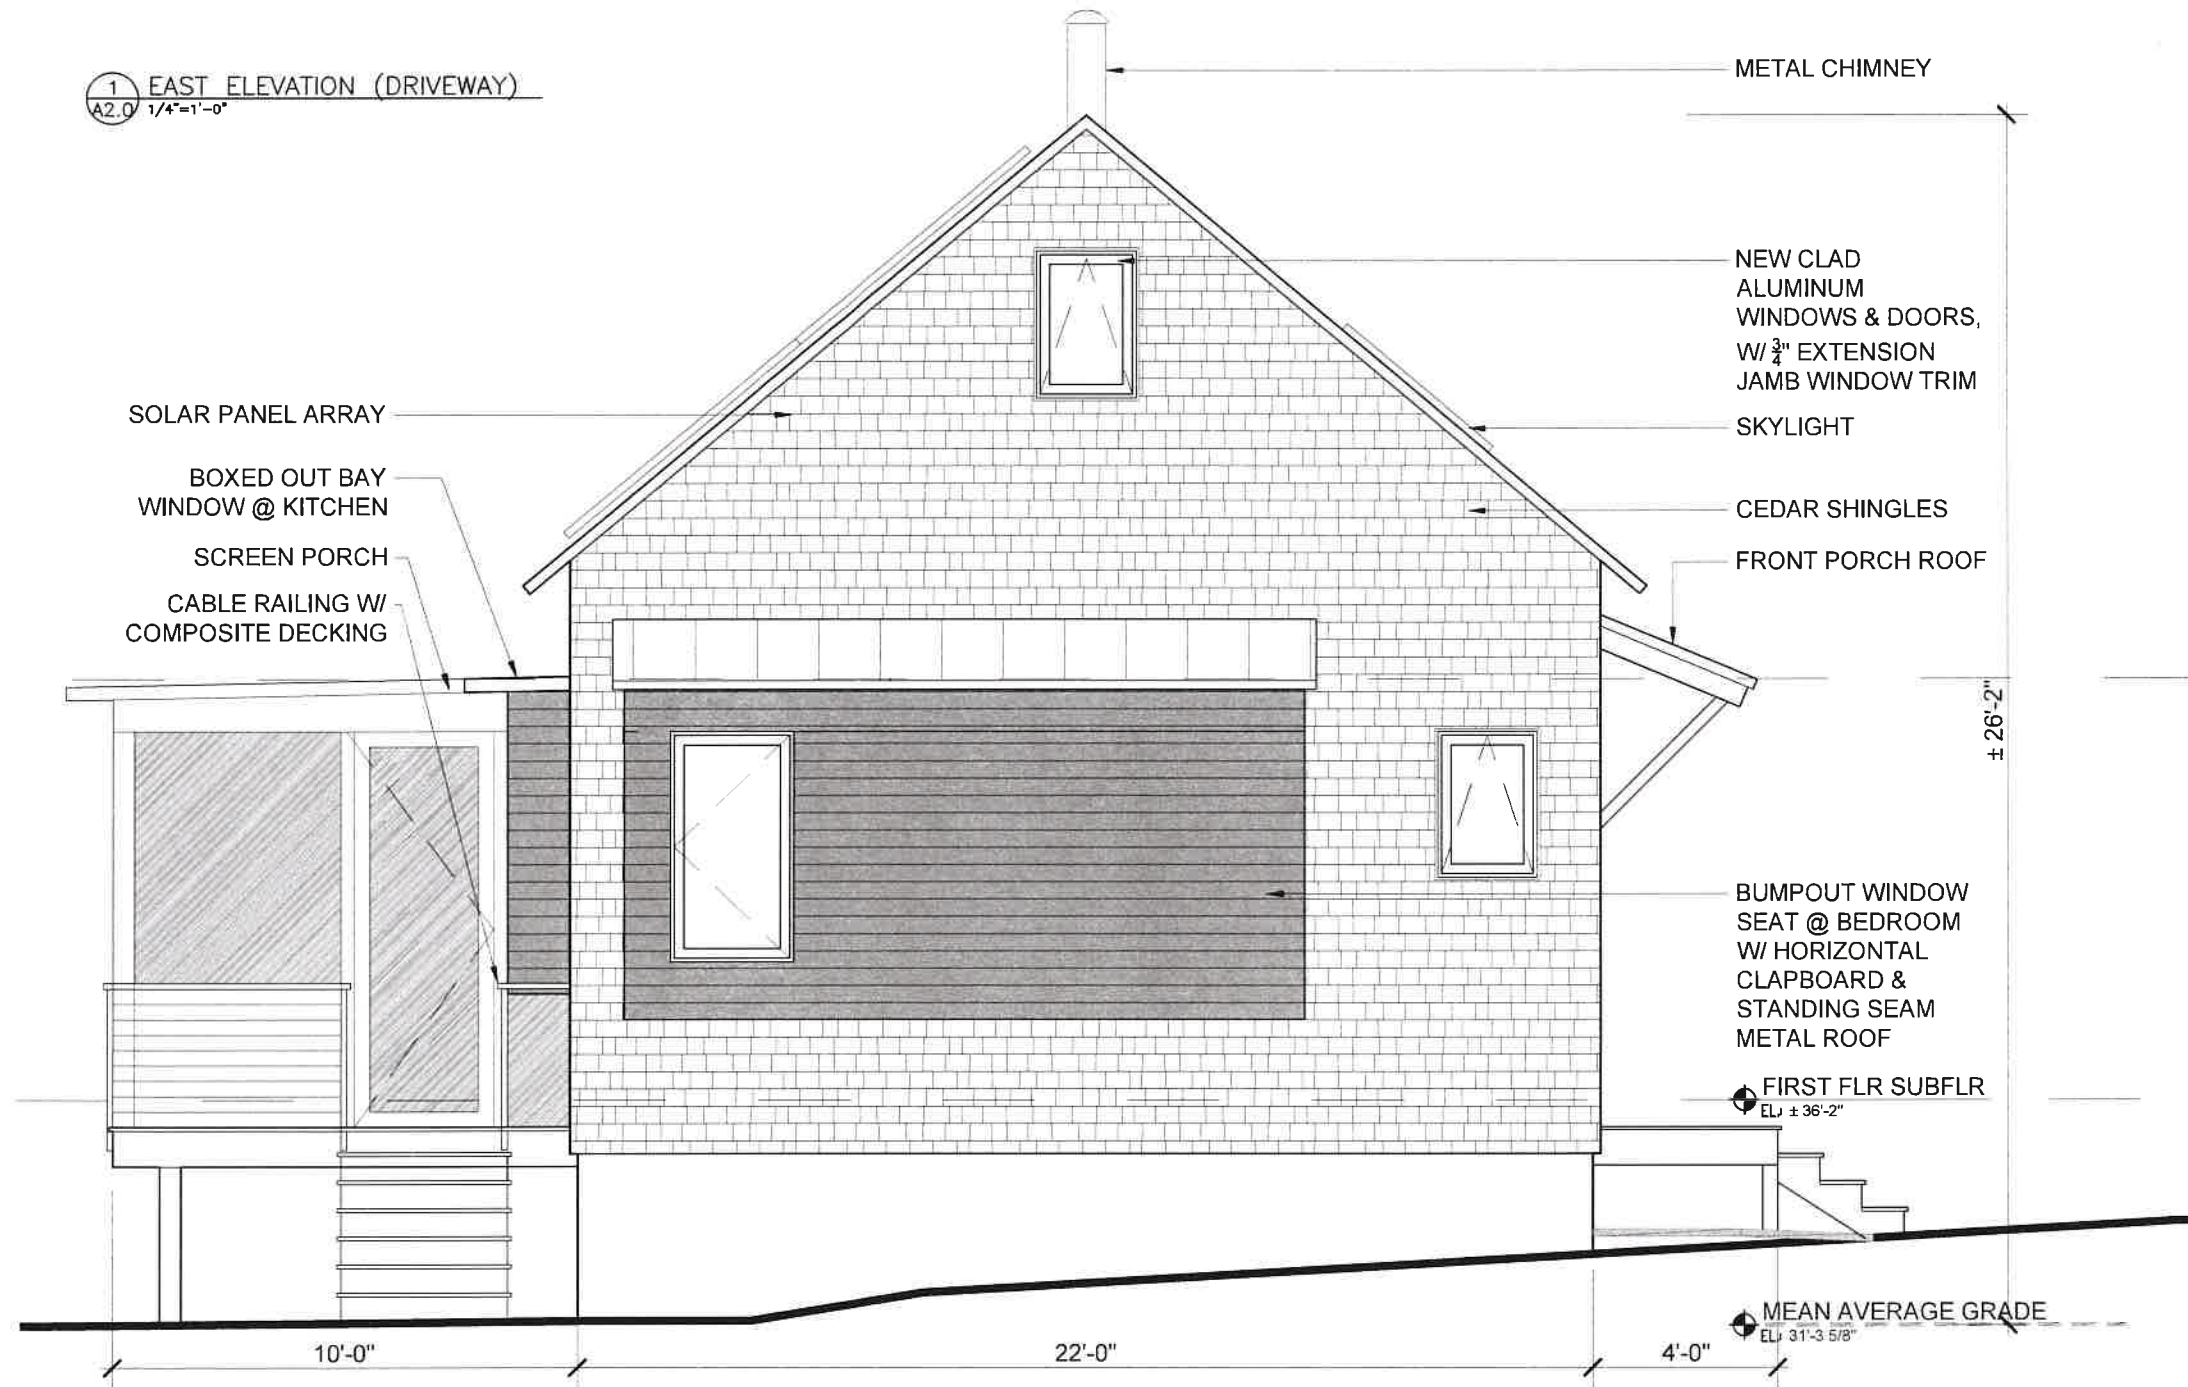 1 EAST ELEVATION (DRIVEWAY)
A2.0 1/4"=1'-0"
METAL CHIMNEY
NEW CLAD
ALUMINUM
WINDOWS & DOORS,
W/ 3/4" EXTENSION
JAMB WINDOW TRIM
SKYLIGHT
CEDAR SHINGLES
FRONT PORCH ROOF
SOLAR PANEL ARRAY
BOXED OUT BAY
WINDOW @ KITCHEN
SCREEN PORCH
CABLE RAILING W/
COMPOSITE DECKING
± 26'-2"
BUMPOUT WINDOW
SEAT @ BEDROOM
W/ HORIZONTAL
CLAPBOARD &
STANDING SEAM
METAL ROOF
FIRST FLR SUBFLR
EL: ± 36'-2"
MEAN AVERAGE GRADE
EL: 31'-3 5/8"
10'-0"
22'-0"
4'-0"